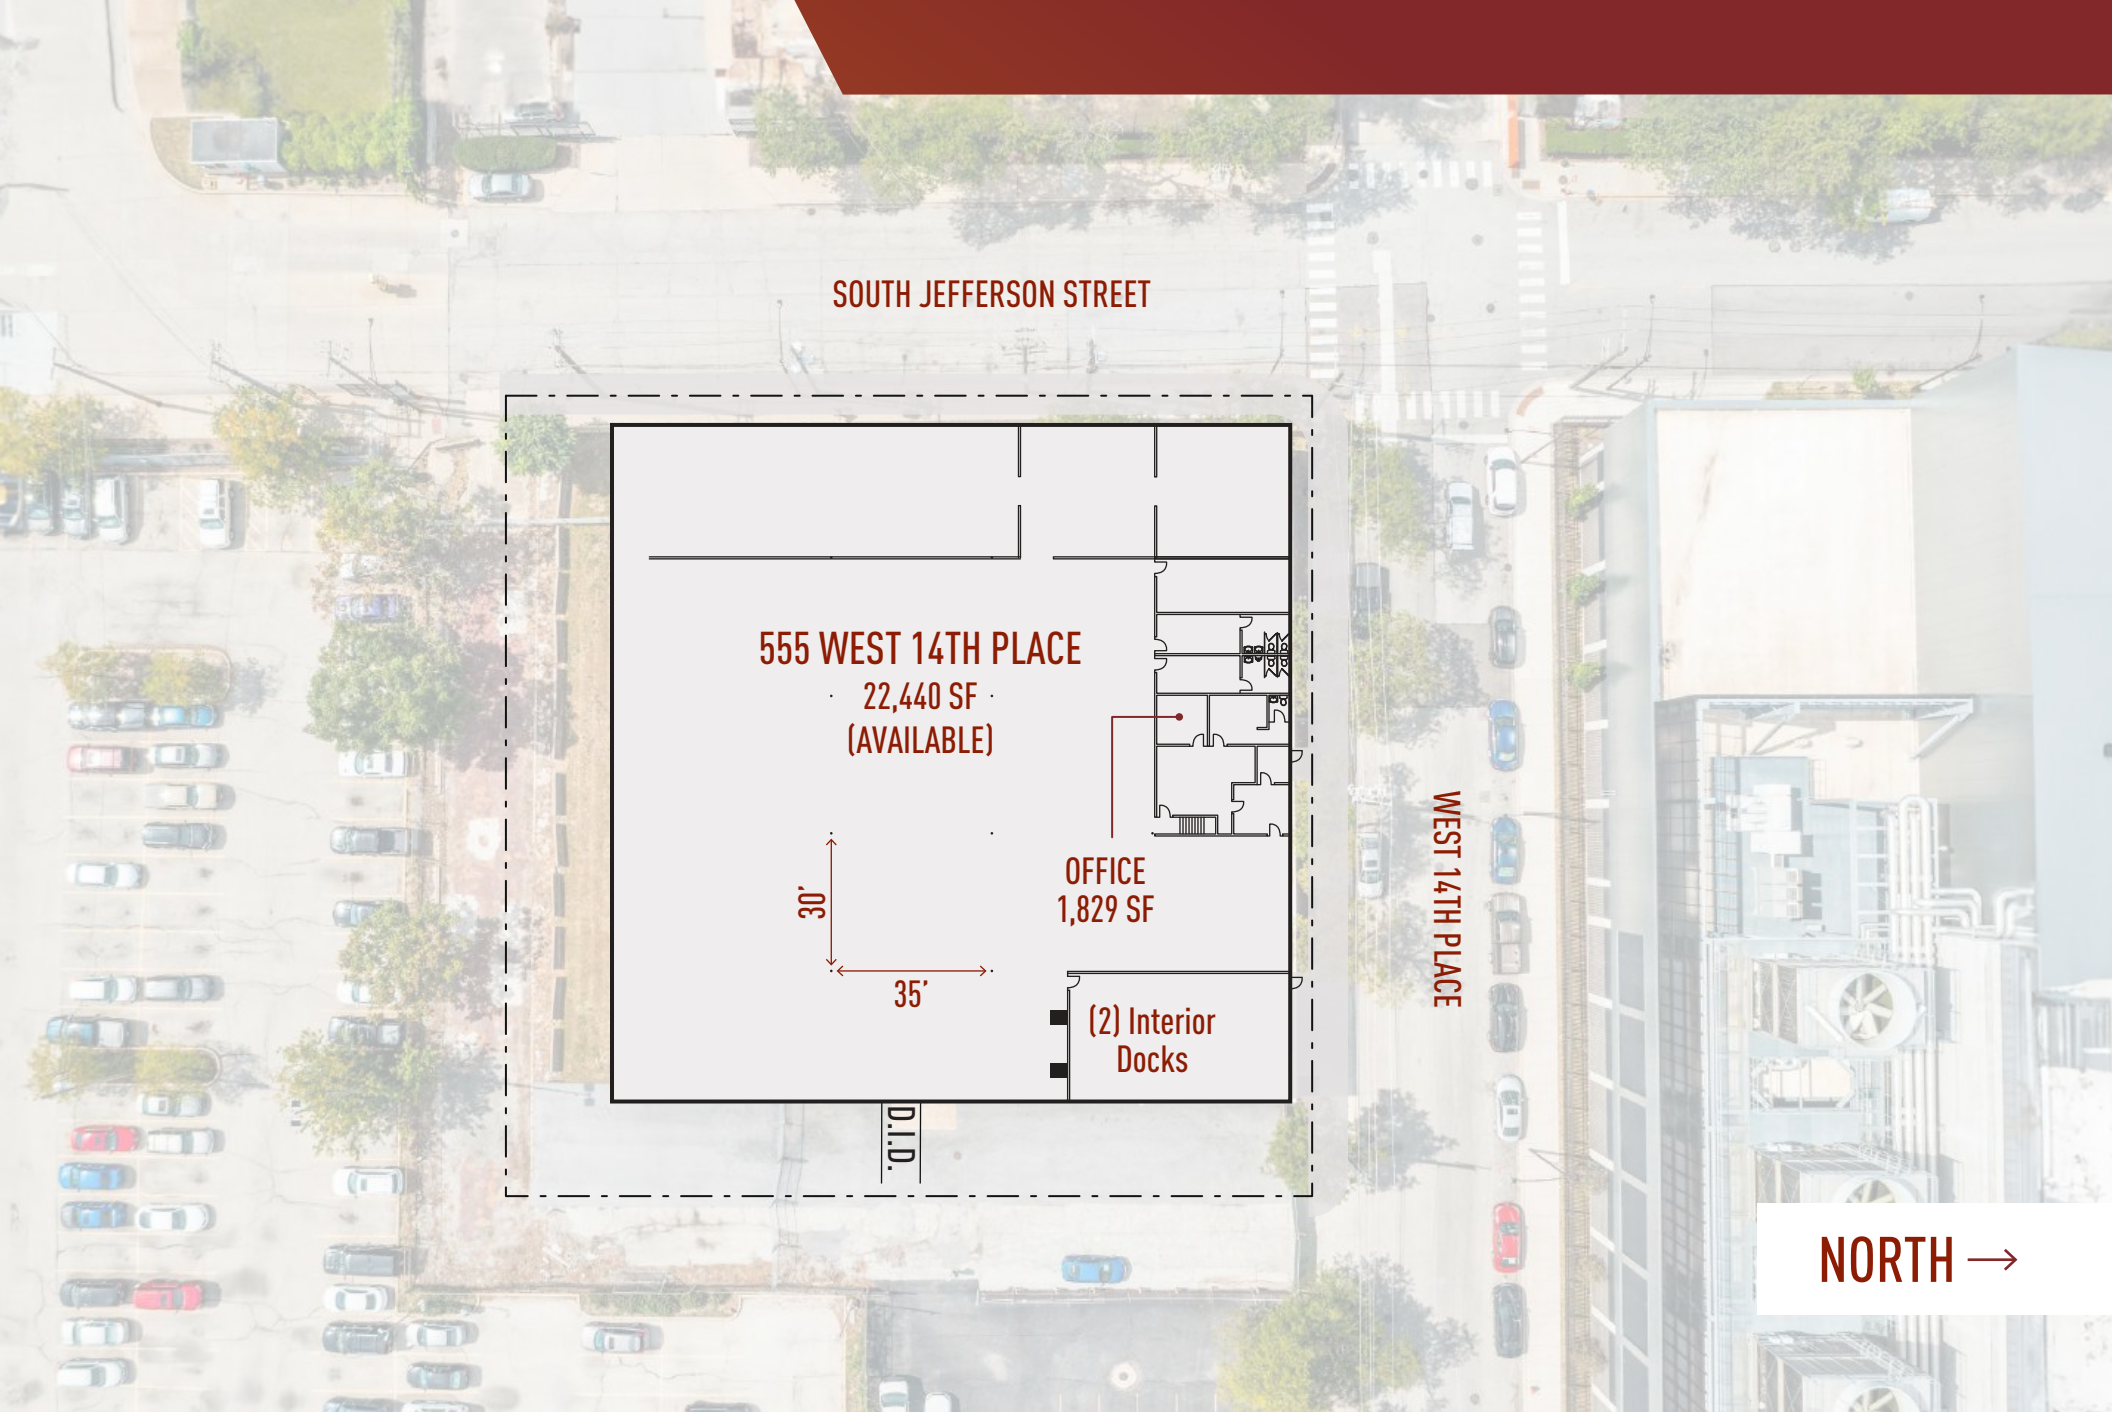 SOUTH JEFFERSON STREET
555 WEST 14TH PLACE
22,440 SF
(AVAILABLE)
30'
35'
OFFICE
1,829 SF
(2) Interior
Docks
D.I.D.
WEST 14TH PLACE
NORTH →